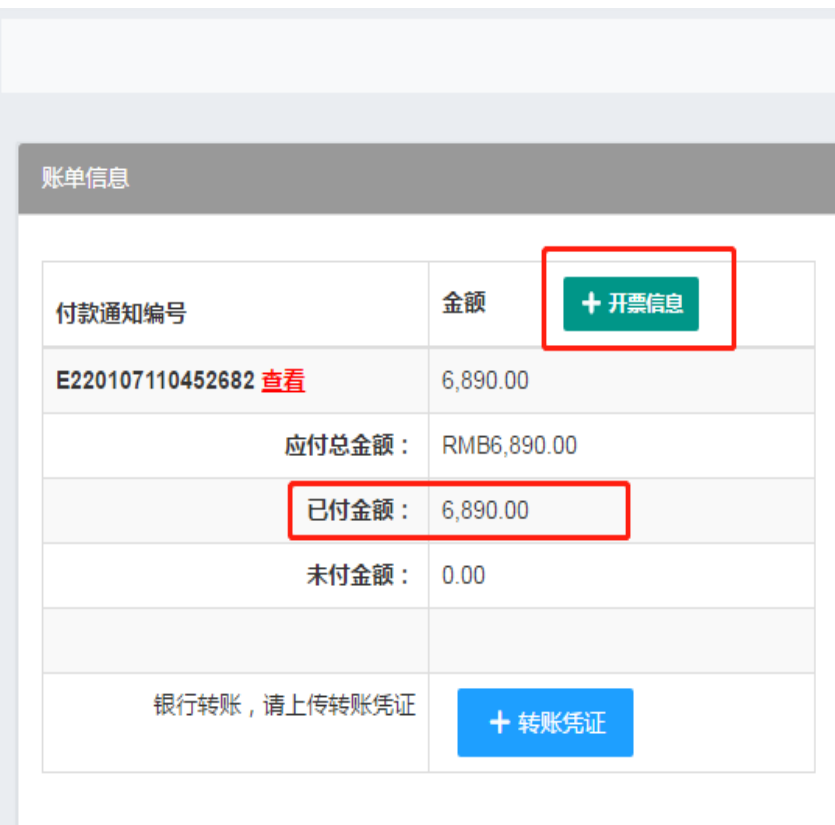 账单信息
付款通知编号 金额 + 开票信息
E220107110452682 查看 6,890.00
应付总金额： RMB6,890.00
已付金额： 6,890.00
未付金额： 0.00
银行转账，请上传转账凭证 + 转账凭证